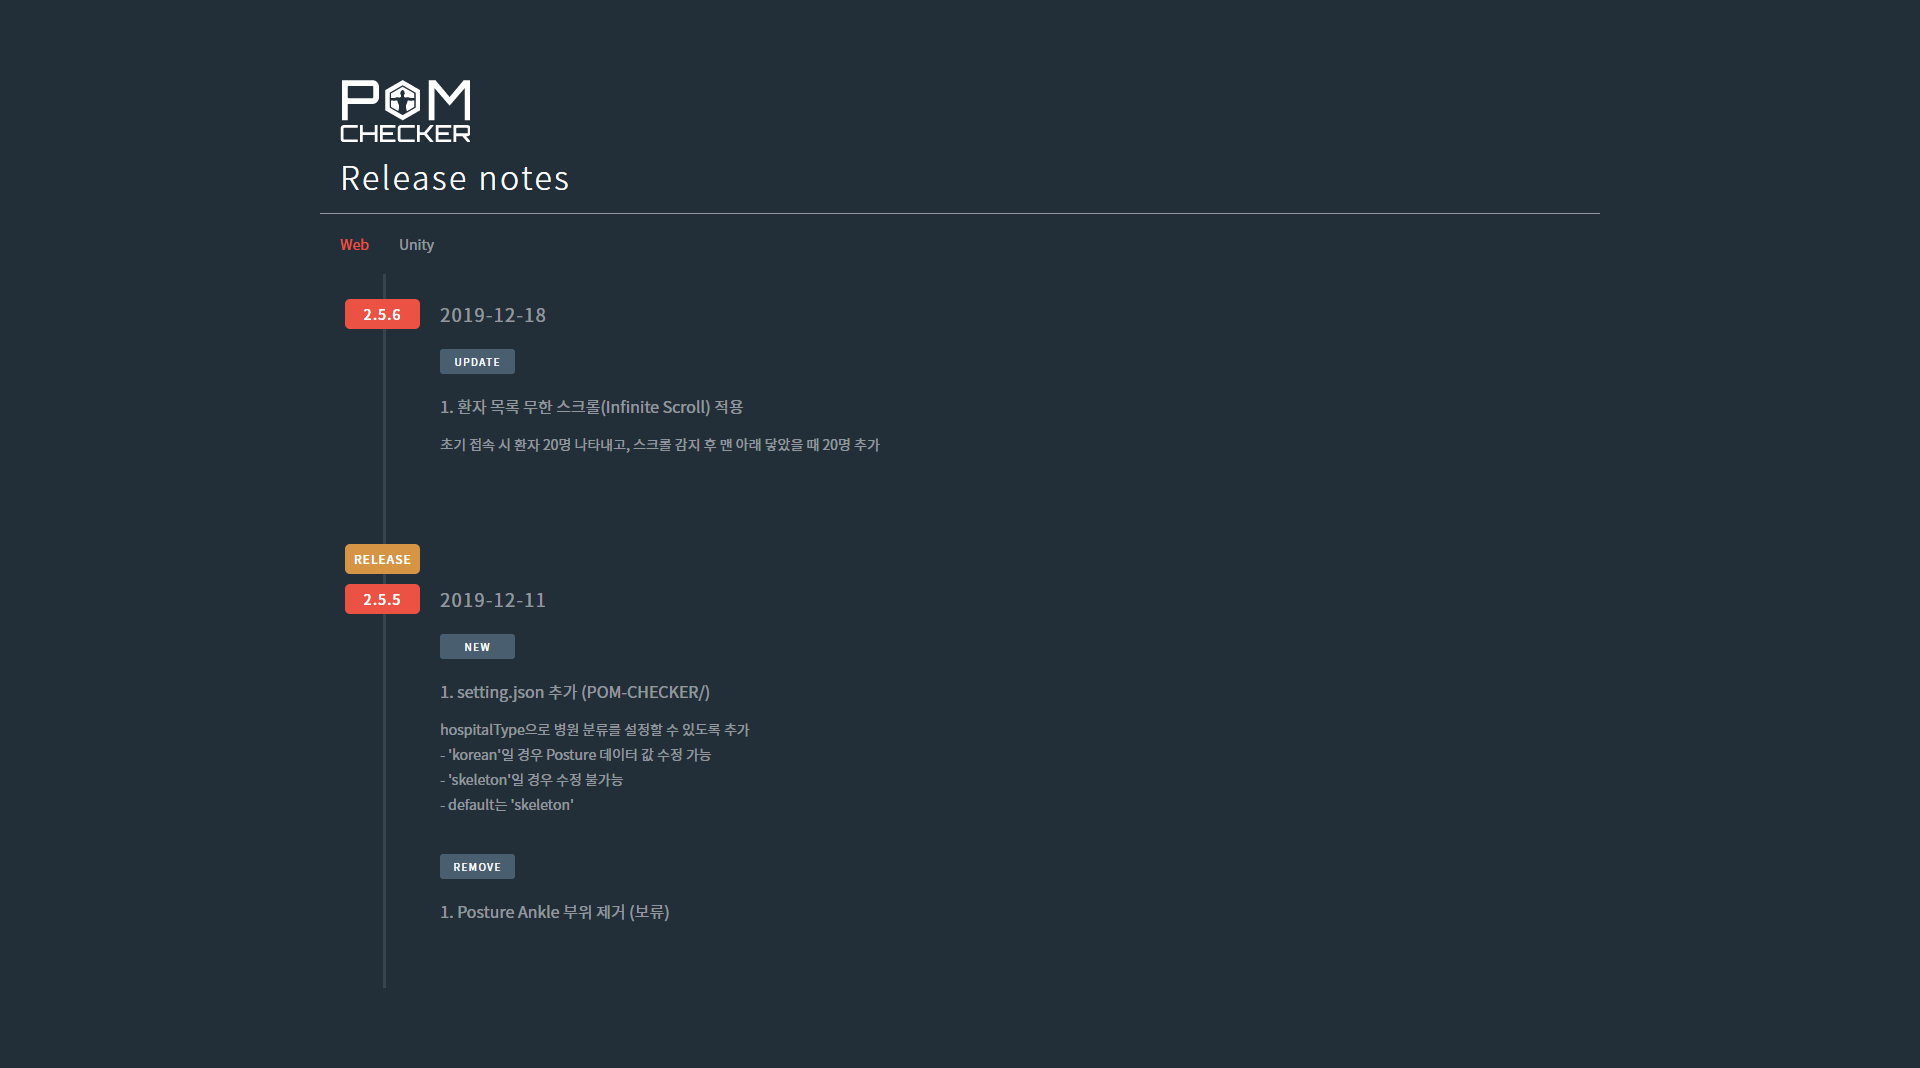 POM
CHECKER
Release notes
Web Unity
2.5.6 2019-12-18
UPDATE
1. 환자 목록 무한 스크롤(Infinite Scroll) 적용
초기 접속 시 환자 20명 나타내고, 스크롤 감지 후 맨 아래 닿았을 때 20명 추가
RELEASE
2.5.5 2019-12-11
NEW
1. setting.json 추가 (POM-CHECKER/)
hospitalType으로 병원 분류를 설정할 수 있도록 추가
- 'korean'일 경우 Posture 데이터 값 수정 가능
- 'skeleton'일 경우 수정 불가능
- default는 'skeleton'
REMOVE
1. Posture Ankle 부위 제거 (보류)